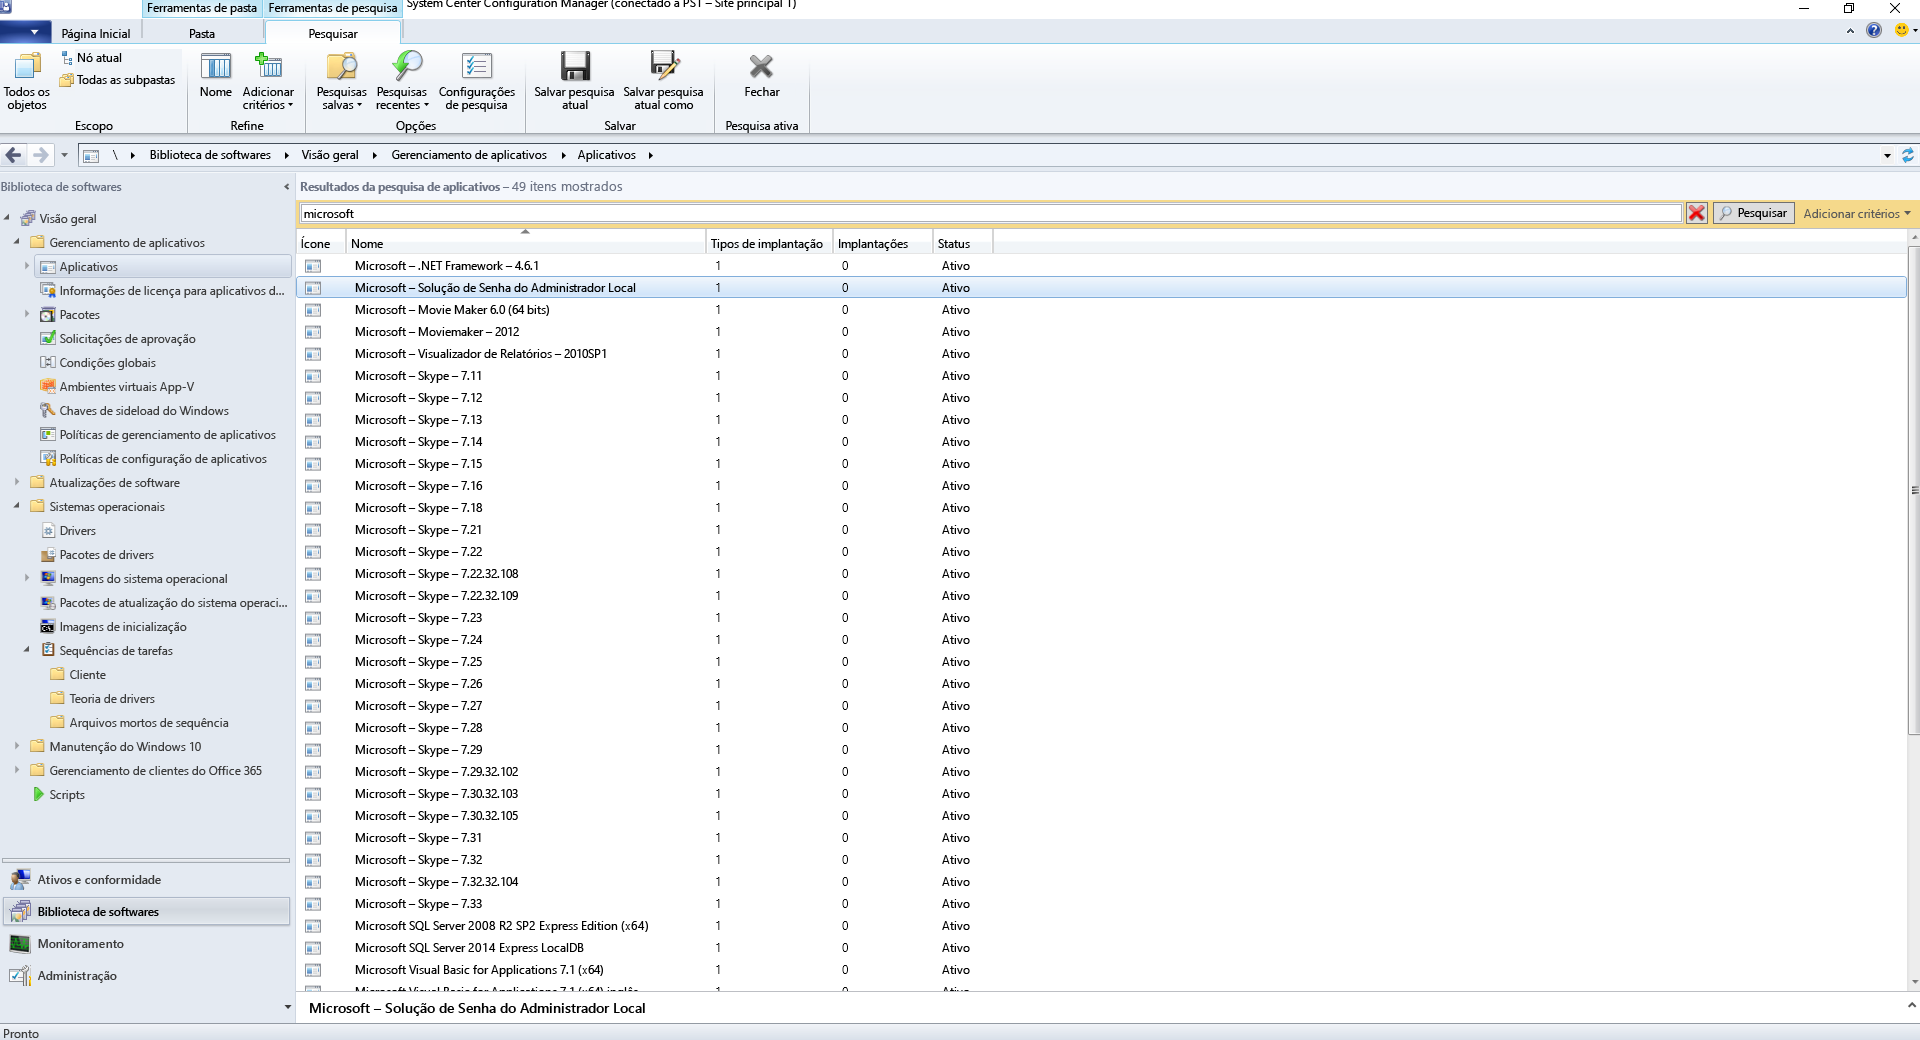 Ferramentas de pasta Ferramentas de pesquisa System Center Configuration Manager (conectado a PS1 – Site principal 1)
Página Inicial Pasta Pesquisar
Todos os objetos
Nó atual
Todas as subpastas
Escopo
Nome
Adicionar critérios
Refine
Pesquisas salvas
Pesquisas recentes
Configurações de pesquisa
Opções
Salvar pesquisa atual
Salvar pesquisa atual como
Salvar
Fechar
Pesquisa ativa
\ Biblioteca de softwares Visão geral Gerenciamento de aplicativos Aplicativos
Biblioteca de softwares
Visão geral
Gerenciamento de aplicativos
Aplicativos
Informações de licença para aplicativos d...
Pacotes
Solicitações de aprovação
Condições globais
Ambientes virtuais App-V
Chaves de sideload do Windows
Políticas de gerenciamento de aplicativos
Políticas de configuração de aplicativos
Atualizações de software
Sistemas operacionais
Drivers
Pacotes de drivers
Imagens do sistema operacional
Pacotes de atualização do sistema operaci...
Imagens de inicialização
Sequências de tarefas
Cliente
Teoria de drivers
Arquivos mortos de sequência
Manutenção do Windows 10
Gerenciamento de clientes do Office 365
Scripts
Ativos e conformidade
Biblioteca de softwares
Monitoramento
Administração
Resultados da pesquisa de aplicativos – 49 itens mostrados
microsoft Pesquisar Adicionar critérios
Ícone Nome Tipos de implantação Implantações Status
Microsoft – .NET Framework – 4.6.1 1 0 Ativo
Microsoft – Solução de Senha do Administrador Local 1 0 Ativo
Microsoft – Movie Maker 6.0 (64 bits) 1 0 Ativo
Microsoft – Moviemaker – 2012 1 0 Ativo
Microsoft – Visualizador de Relatórios – 2010SP1 1 0 Ativo
Microsoft – Skype – 7.11 1 0 Ativo
Microsoft – Skype – 7.12 1 0 Ativo
Microsoft – Skype – 7.13 1 0 Ativo
Microsoft – Skype – 7.14 1 0 Ativo
Microsoft – Skype – 7.15 1 0 Ativo
Microsoft – Skype – 7.16 1 0 Ativo
Microsoft – Skype – 7.18 1 0 Ativo
Microsoft – Skype – 7.21 1 0 Ativo
Microsoft – Skype – 7.22 1 0 Ativo
Microsoft – Skype – 7.22.32.108 1 0 Ativo
Microsoft – Skype – 7.22.32.109 1 0 Ativo
Microsoft – Skype – 7.23 1 0 Ativo
Microsoft – Skype – 7.24 1 0 Ativo
Microsoft – Skype – 7.25 1 0 Ativo
Microsoft – Skype – 7.26 1 0 Ativo
Microsoft – Skype – 7.27 1 0 Ativo
Microsoft – Skype – 7.28 1 0 Ativo
Microsoft – Skype – 7.29 1 0 Ativo
Microsoft – Skype – 7.29.32.102 1 0 Ativo
Microsoft – Skype – 7.30.32.103 1 0 Ativo
Microsoft – Skype – 7.30.32.105 1 0 Ativo
Microsoft – Skype – 7.31 1 0 Ativo
Microsoft – Skype – 7.32 1 0 Ativo
Microsoft – Skype – 7.32.32.104 1 0 Ativo
Microsoft – Skype – 7.33 1 0 Ativo
Microsoft SQL Server 2008 R2 SP2 Express Edition (x64) 1 0 Ativo
Microsoft SQL Server 2014 Express LocalDB 1 0 Ativo
Microsoft Visual Basic for Applications 7.1 (x64) 1 0 Ativo
Microsoft Visual Basic for Applications 7.1 (x64) inglês 1 0 Ativo
Microsoft – Solução de Senha do Administrador Local
Pronto